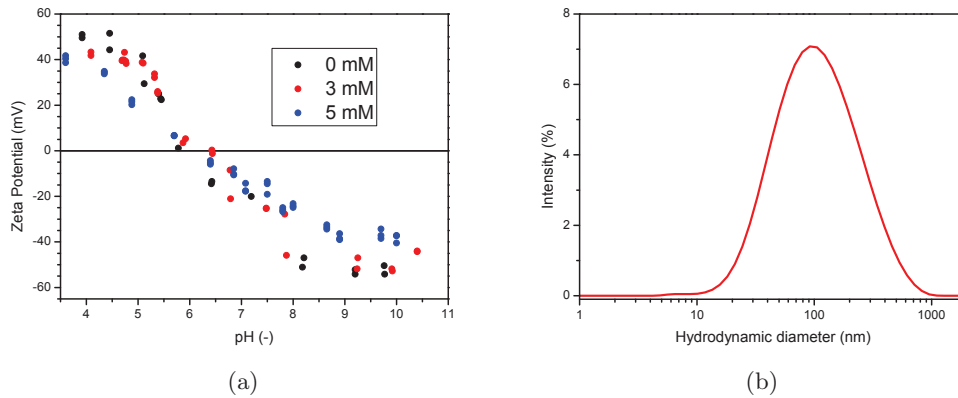 60
40
20
0
-20
-40
-60
4 5 6 7 8 9 10 11
Zeta Potential (mV)
pH (-)
0 mM
3 mM
5 mM
(a)
8
6
4
2
0
1 10 100 1000
Intensity (%)
Hydrodynamic diameter (nm)
(b)